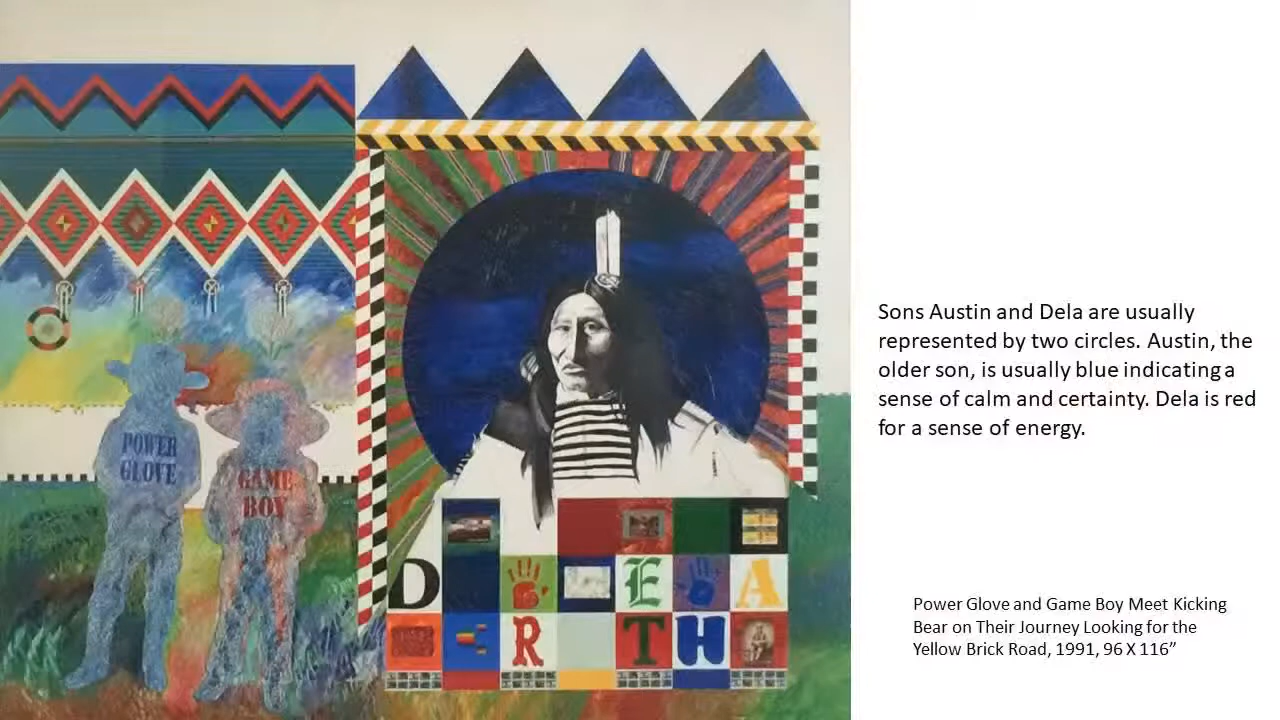 POWER
GLOVE
GAME
BOY
D E A
R T H
Sons Austin and Dela are usually
represented by two circles. Austin, the
older son, is usually blue indicating a
sense of calm and certainty. Dela is red
for a sense of energy.
Power Glove and Game Boy Meet Kicking
Bear on Their Journey Looking for the
Yellow Brick Road, 1991, 96 X 116”